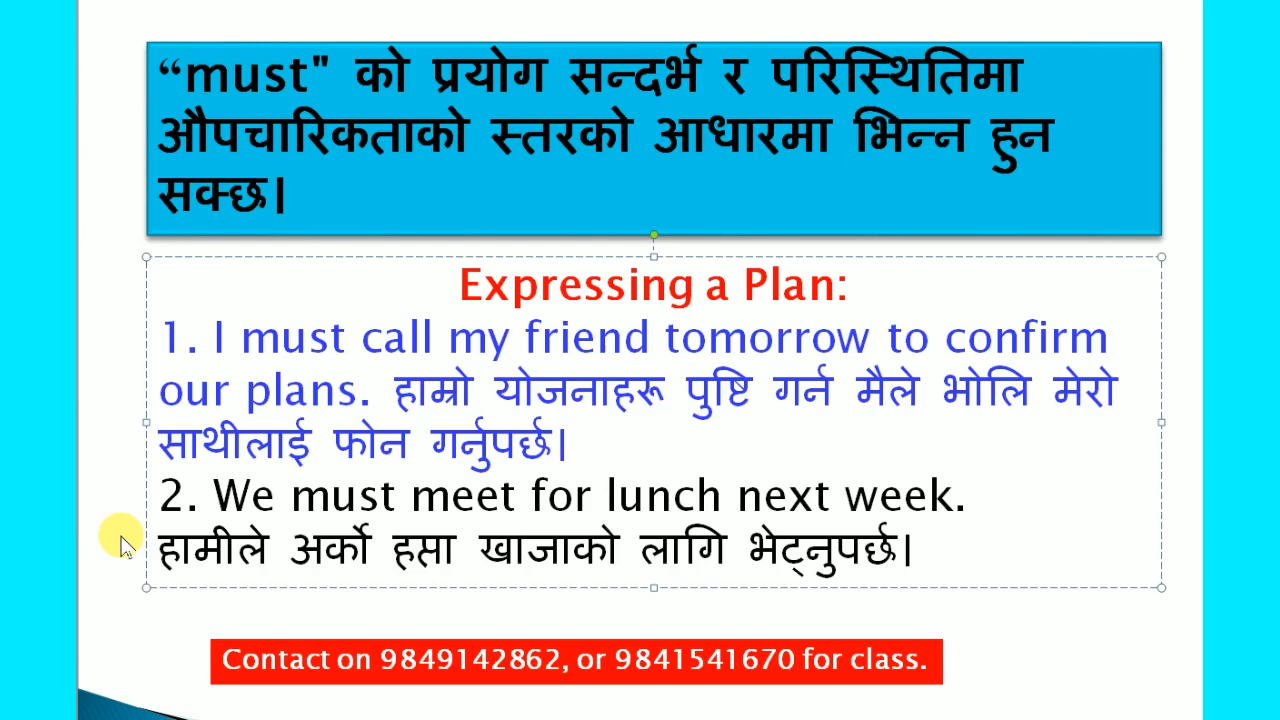 “must" को प्रयोग सन्दर्भ र परिस्थितिमा
औपचारिकताको स्तरको आधारमा भिन्न हुन
सक्छ।
Expressing a Plan:
1. I must call my friend tomorrow to confirm
our plans. हाम्रो योजनाहरू पुष्टि गर्न मैले भोलि मेरो
साथीलाई फोन गर्नुपर्छ।
2. We must meet for lunch next week.
हामीले अर्को हप्ता खाजाको लागि भेट्नुपर्छ।
Contact on 9849142862, or 9841541670 for class.